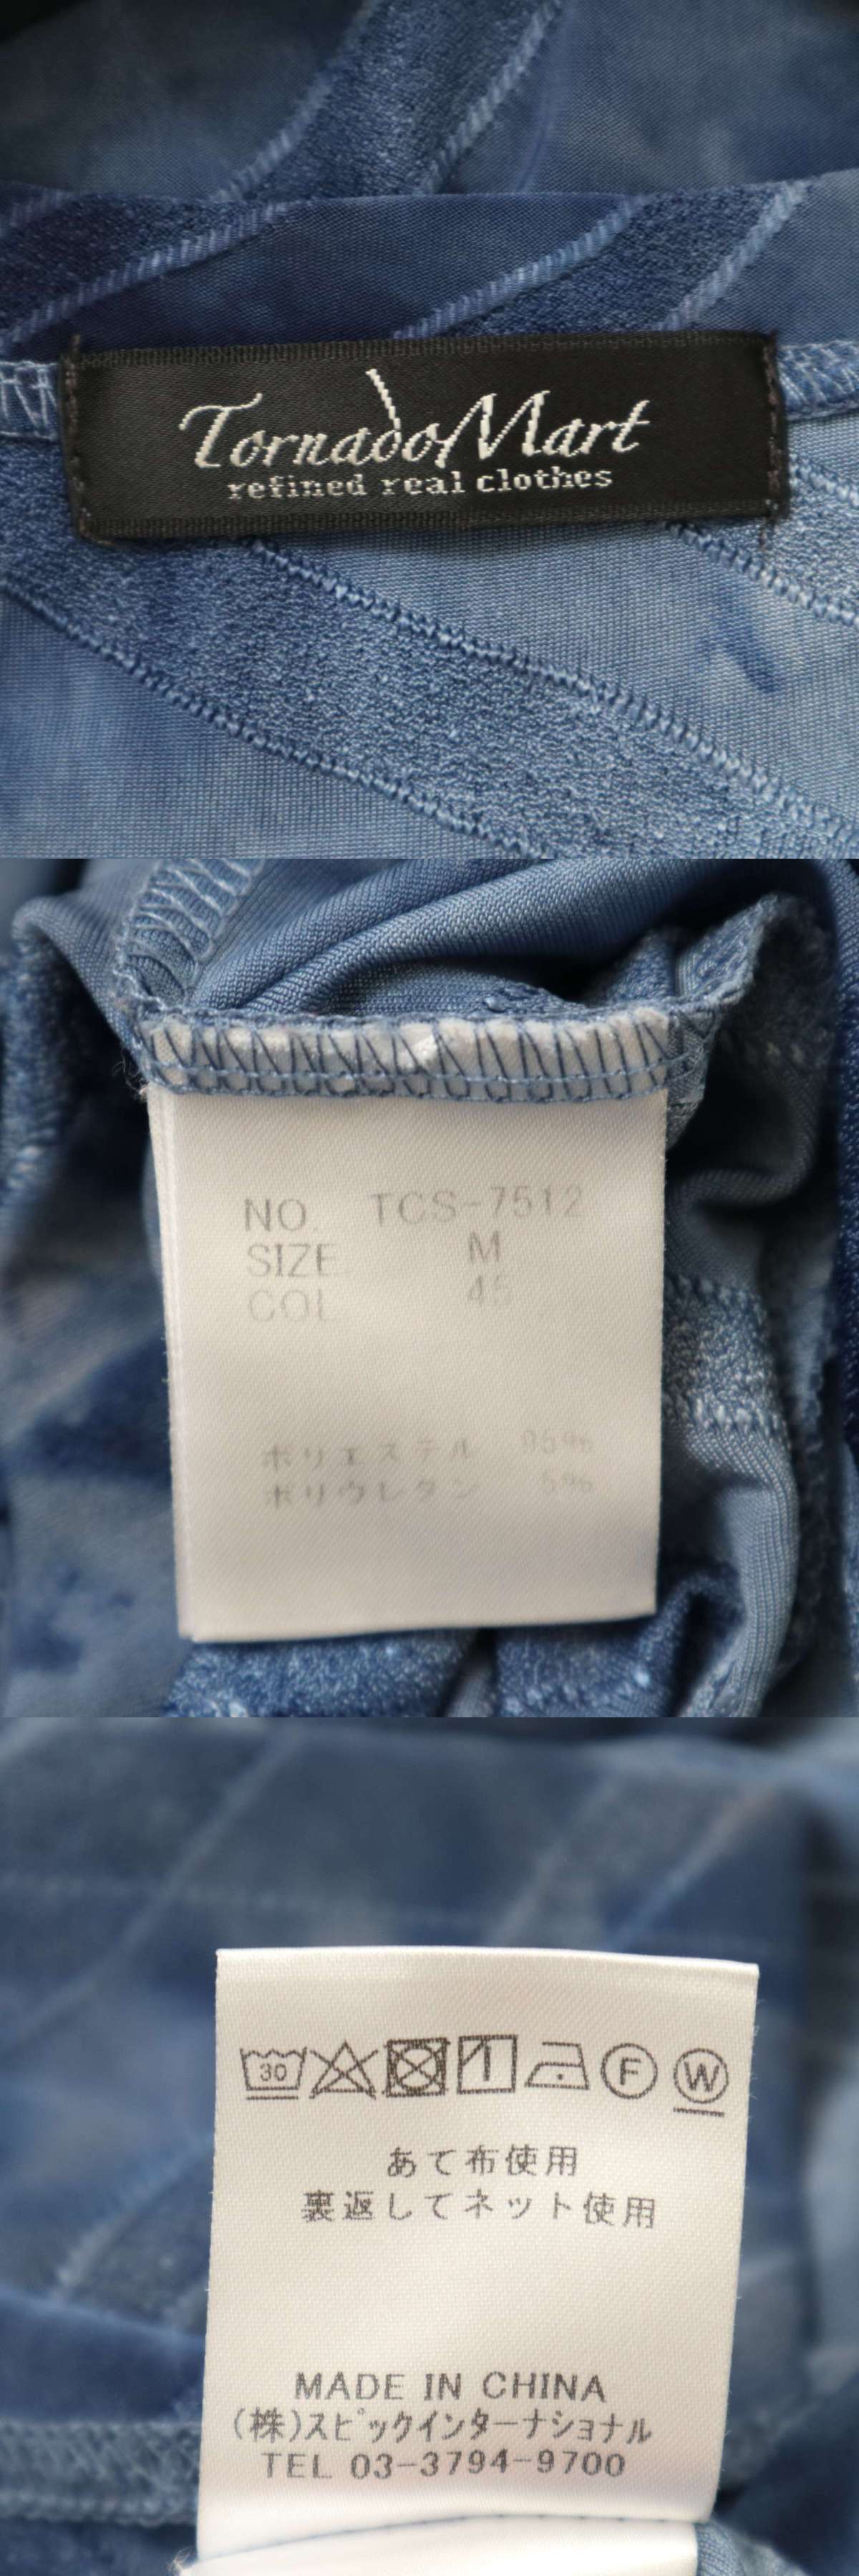 TornadoMart
refined real clothes
NO. TCS-7512
SIZE M
COL 45
ポリエステル 95%
ポリウレタン 5%
30
F W
あて布使用
裏返してネット使用
MADE IN CHINA
(株)スピックインターナショナル
TEL 03-3794-9700